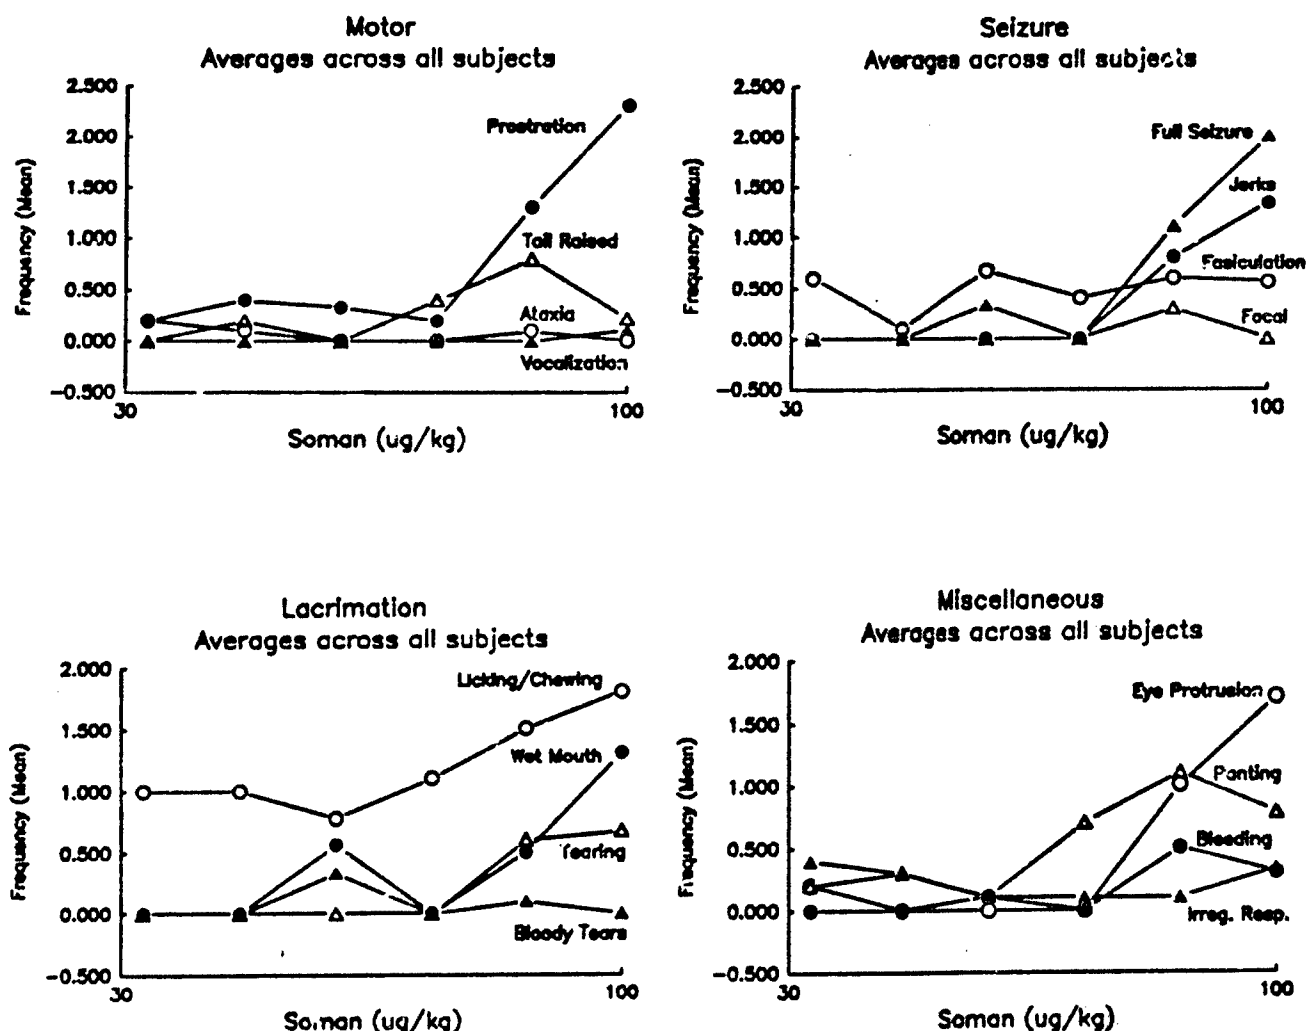 Motor
Averages across all subjects
2.500
2.000
1.500
1.000
0.500
0.000
-0.500
Frequency (Mean)
Prostration
Tail Raised
Ataxia
Vocalization
30
100
Soman (ug/kg)
Seizure
Averages across all subjects
2.500
2.000
1.500
1.000
0.500
0.000
-0.500
Frequency (Mean)
Full Seizure
Jerks
Fasiculation
Focal
30
100
Soman (ug/kg)
Lacrimation
Averages across all subjects
2.000
1.500
1.000
0.500
0.000
-0.500
Frequency (Mean)
Licking/Chewing
Wet Mouth
Tearing
Bloody Tears
30
100
Soman (ug/kg)
Miscellaneous
Averages across all subjects
2.000
1.500
1.000
0.500
0.000
-0.500
Frequency (Mean)
Eye Protrusion
Panting
Bleeding
Irreg. Resp.
30
100
Soman (ug/kg)